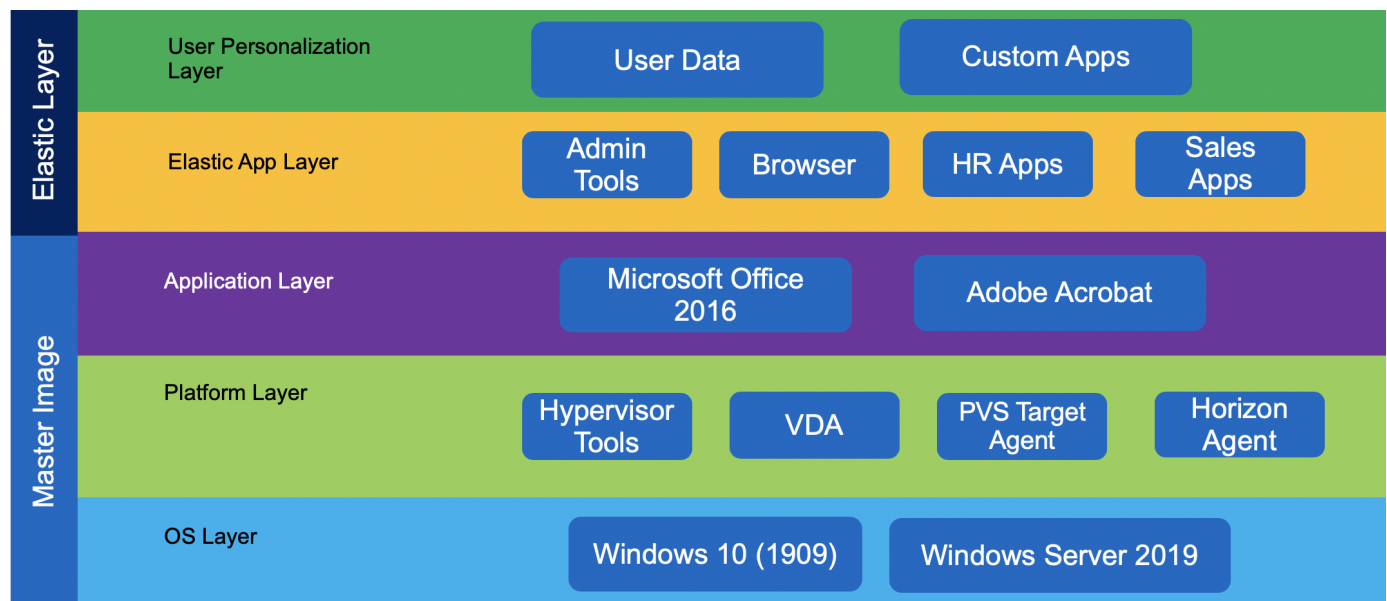 Elastic Layer
User Personalization
Layer
User Data
Custom Apps
Elastic App Layer
Admin
Tools
Browser
HR Apps
Sales
Apps
Master Image
Application Layer
Microsoft Office
2016
Adobe Acrobat
Platform Layer
Hypervisor
Tools
VDA
PVS Target
Agent
Horizon
Agent
OS Layer
Windows 10 (1909)
Windows Server 2019